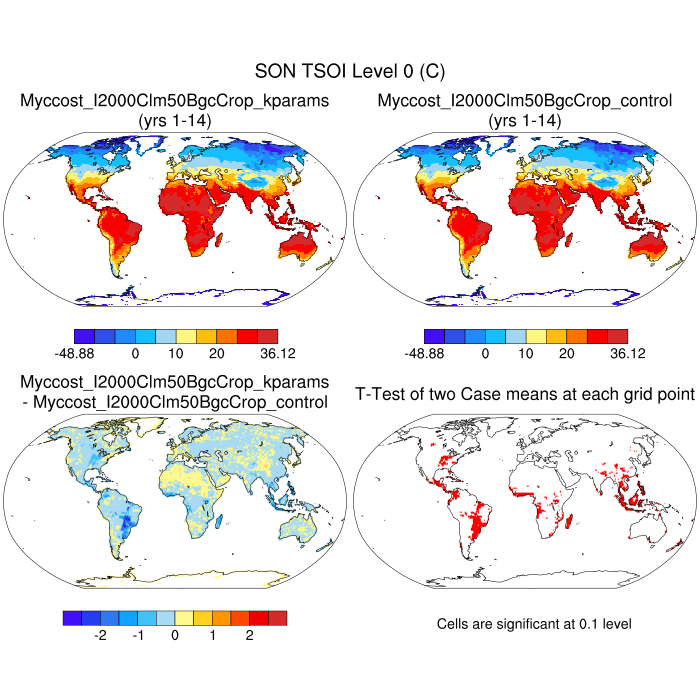 SON TSOI Level 0 (C)
Myccost_I2000Clm50BgcCrop_kparams
(yrs 1-14)
Myccost_I2000Clm50BgcCrop_control
(yrs 1-14)
-48.88 0 10 20 36.12
-48.88 0 10 20 36.12
Myccost_I2000Clm50BgcCrop_kparams
- Myccost_I2000Clm50BgcCrop_control
T-Test of two Case means at each grid point
-2 -1 0 1 2
Cells are significant at 0.1 level